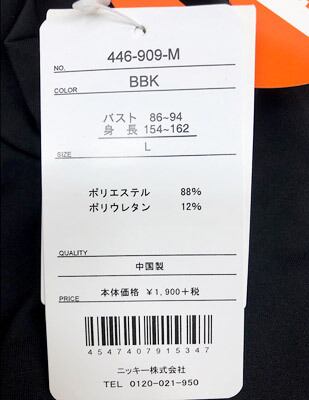 446-909-M
NO.
BBK
COLOR
バスト 86~94
身 長 154~162
L
SIZE
ポリエステル 88%
ポリウレタン 12%
QUALITY
中国製
本体価格 ¥1,900+税
PRICE
4547407915347
ニッキー株式会社
TEL 0120-021-950